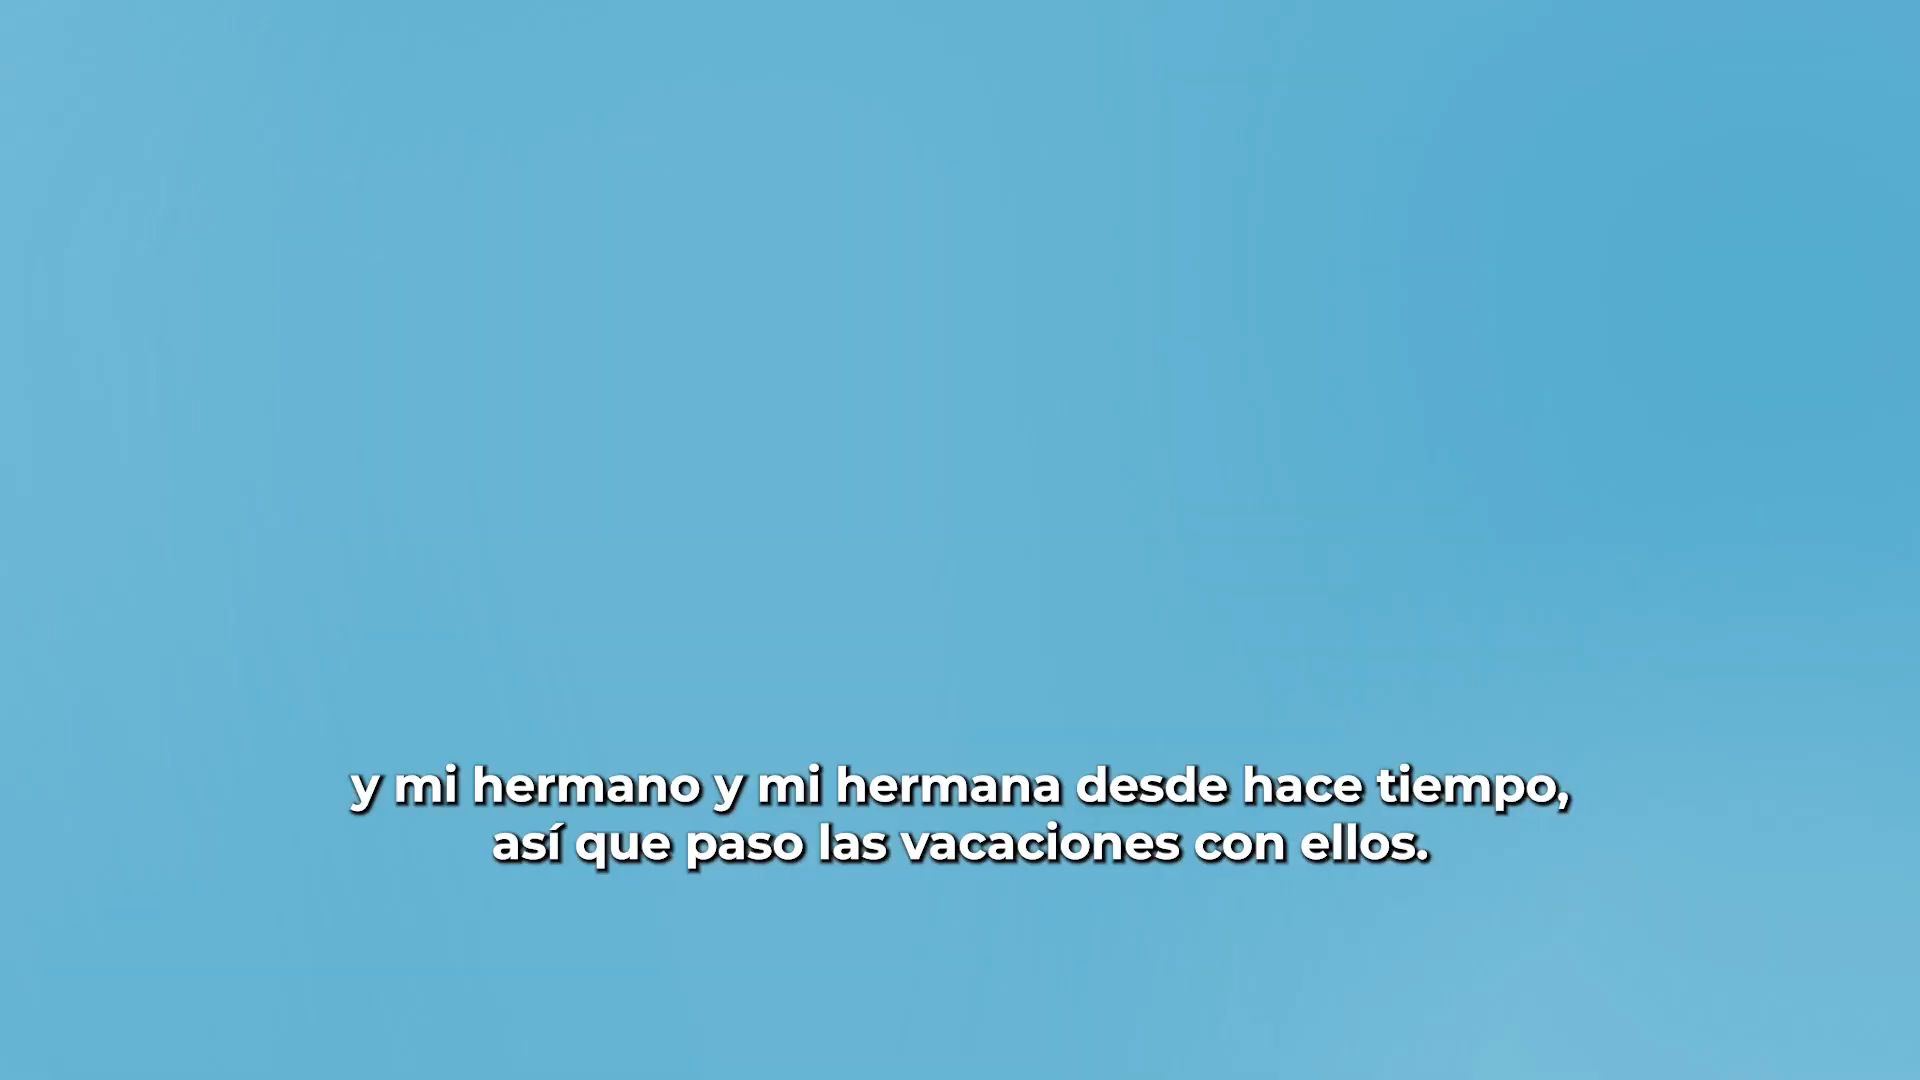 y mi hermano y mi hermana desde hace tiempo,
así que paso las vacaciones con ellos.